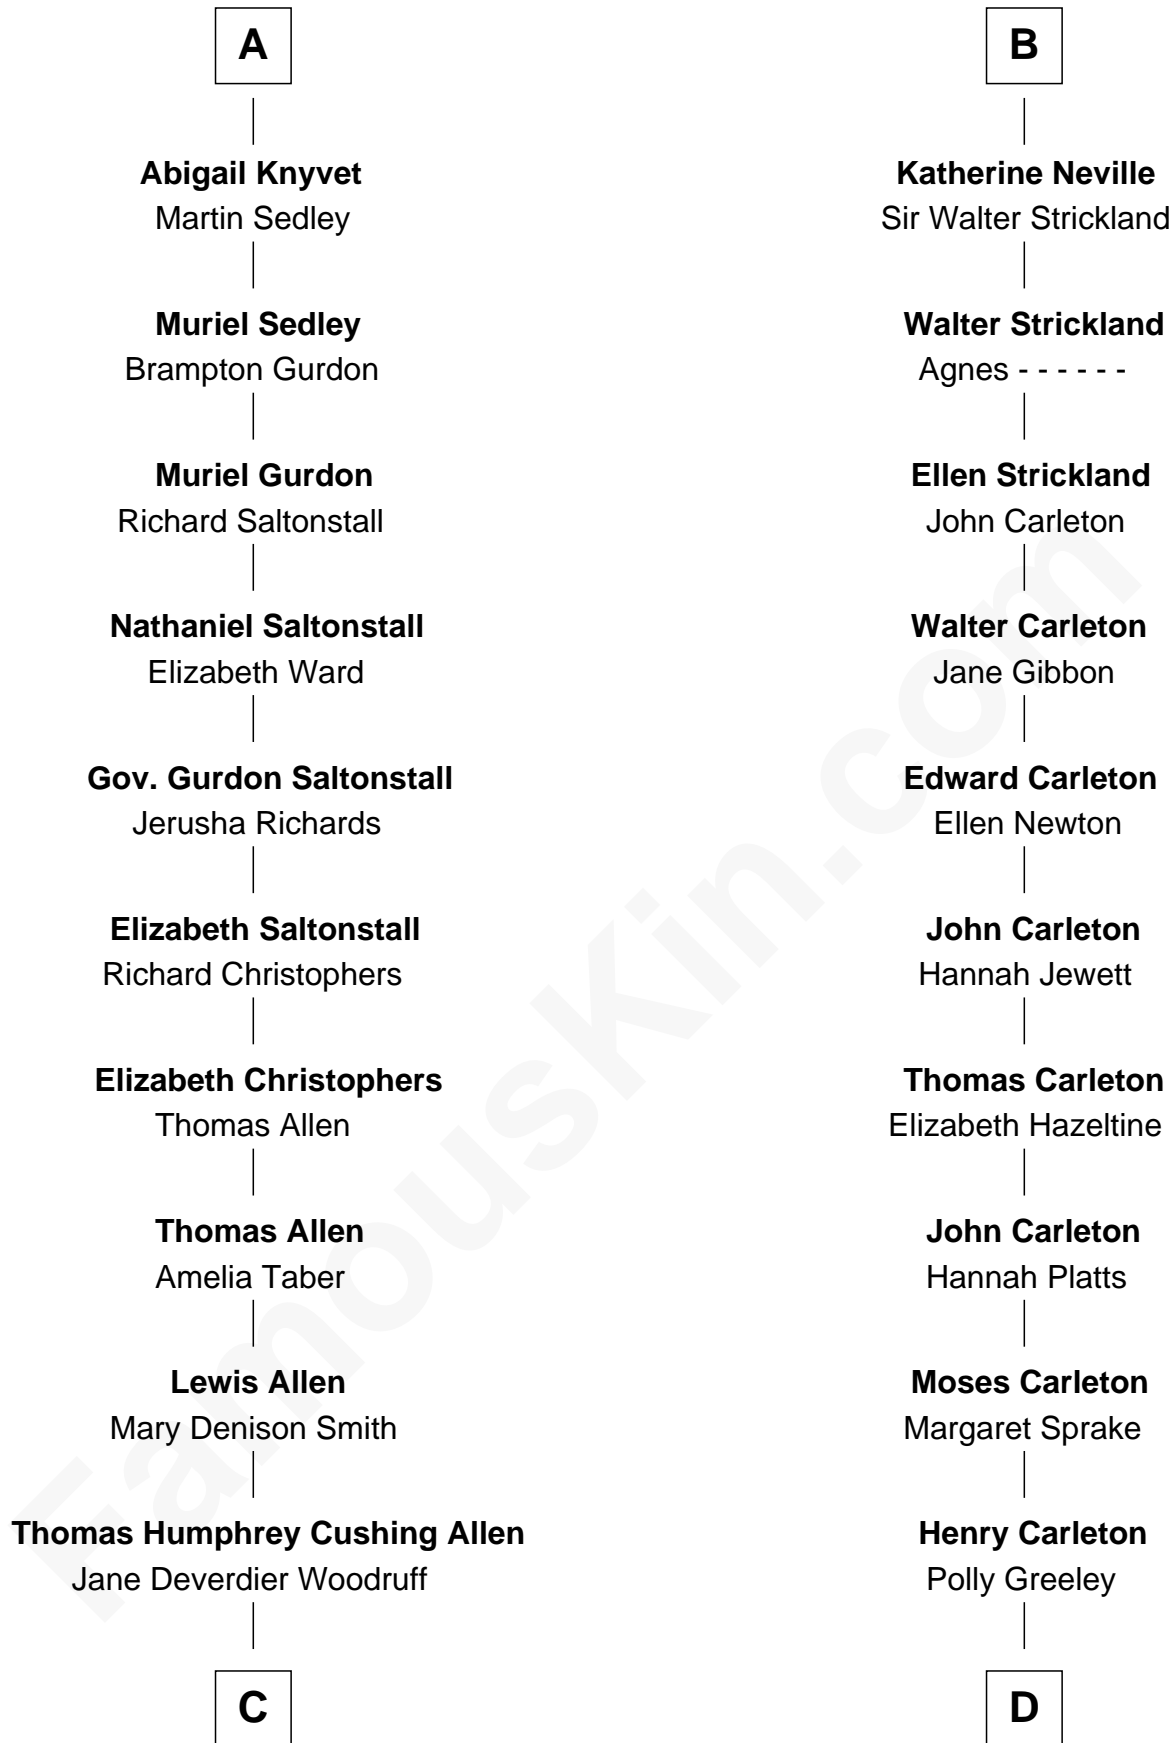 A
Abigail Knyvet
Martin Sedley
Muriel Sedley
Brampton Gurdon
Muriel Gurdon
Richard Saltonstall
Nathaniel Saltonstall
Elizabeth Ward
Gov. Gurdon Saltonstall
Jerusha Richards
Elizabeth Saltonstall
Richard Christophers
Elizabeth Christophers
Thomas Allen
Thomas Allen
Amelia Taber
Lewis Allen
Mary Denison Smith
Thomas Humphrey Cushing Allen
Jane Deverdier Woodruff
C
B
Katherine Neville
Sir Walter Strickland
Walter Strickland
Agnes - - - - - -
Ellen Strickland
John Carleton
Walter Carleton
Jane Gibbon
Edward Carleton
Ellen Newton
John Carleton
Hannah Jewett
Thomas Carleton
Elizabeth Hazeltine
John Carleton
Hannah Platts
Moses Carleton
Margaret Sprake
Henry Carleton
Polly Greeley
D
FamousKin.com